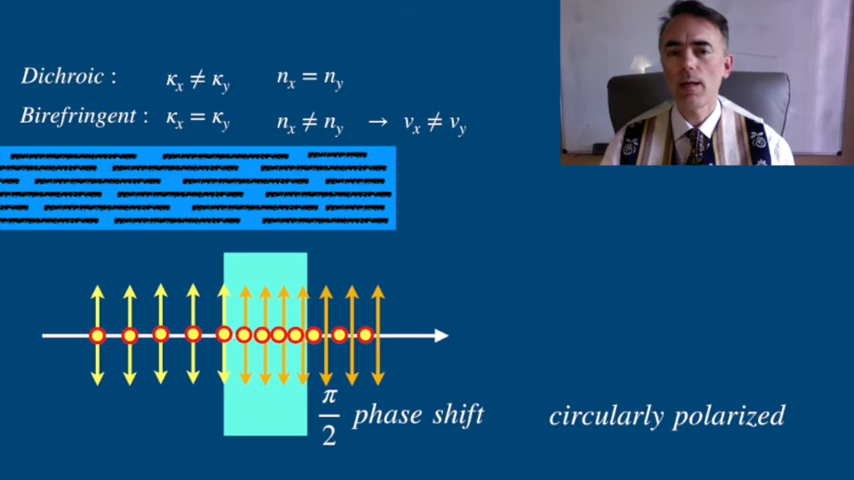 Dichroic : κx ≠ κy nx = ny
Birefringent : κx = κy nx ≠ ny → vx ≠ vy
π/2 phase shift
circularly polarized